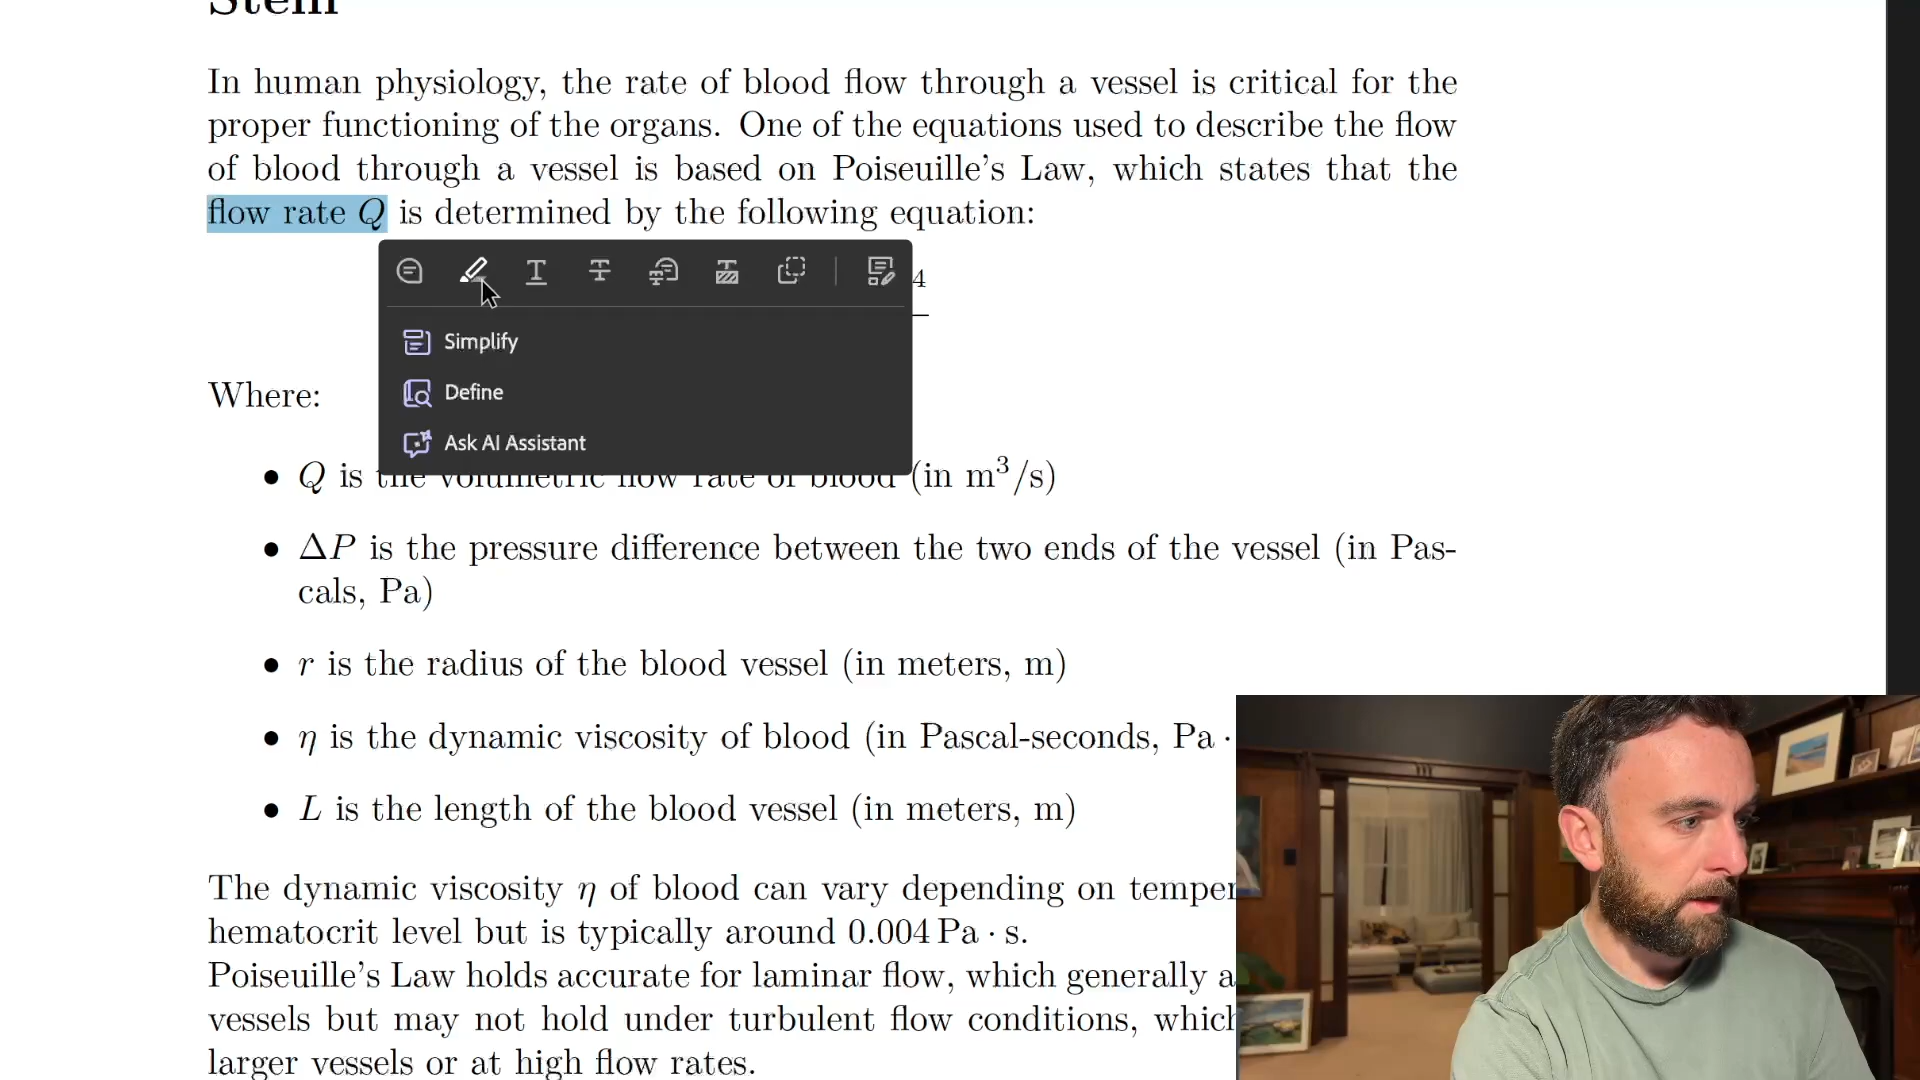 Stem
In human physiology, the rate of blood flow through a vessel is critical for the
proper functioning of the organs. One of the equations used to describe the flow
of blood through a vessel is based on Poiseuille's Law, which states that the
flow rate Q is determined by the following equation:
4
Simplify
Where:
Define
Ask AI Assistant
• Q is the volumetric flow rate of blood (in m³/s)
• ΔP is the pressure difference between the two ends of the vessel (in Pas-
cals, Pa)
• r is the radius of the blood vessel (in meters, m)
• η is the dynamic viscosity of blood (in Pascal-seconds, Pa ·
• L is the length of the blood vessel (in meters, m)
The dynamic viscosity η of blood can vary depending on temper
hematocrit level but is typically around 0.004 Pa · s.
Poiseuille's Law holds accurate for laminar flow, which generally a
vessels but may not hold under turbulent flow conditions, which
larger vessels or at high flow rates.